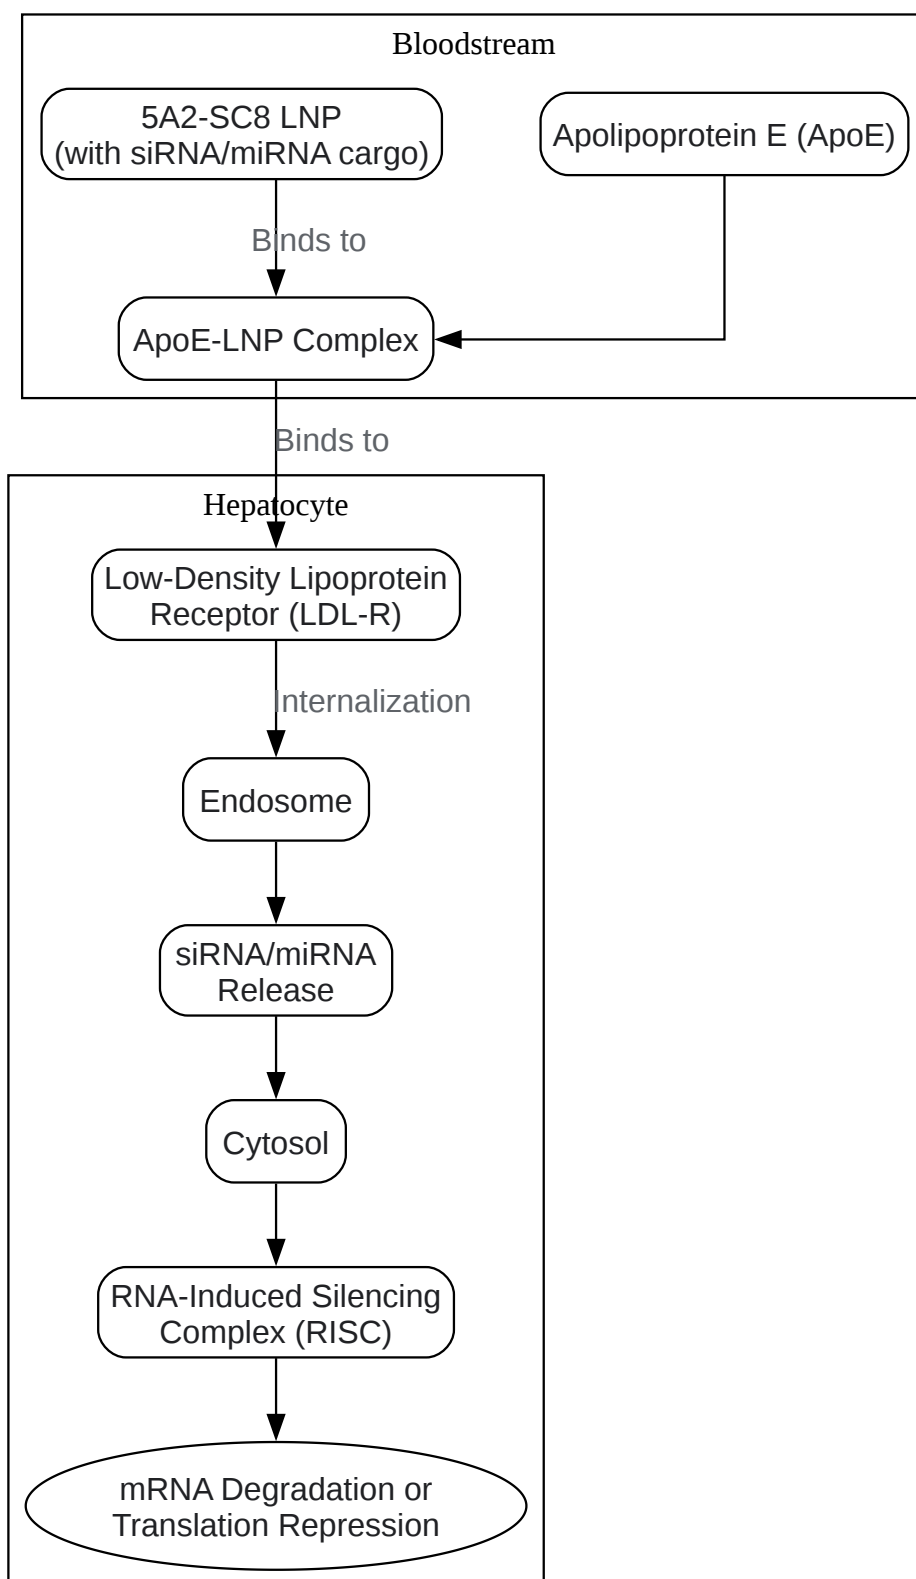 Bloodstream
5A2-SC8 LNP
(with siRNA/miRNA cargo)
Apolipoprotein E (ApoE)
Binds to
ApoE-LNP Complex
Binds to
Hepatocyte
Low-Density Lipoprotein
Receptor (LDL-R)
Internalization
Endosome
siRNA/miRNA
Release
Cytosol
RNA-Induced Silencing
Complex (RISC)
mRNA Degradation or
Translation Repression